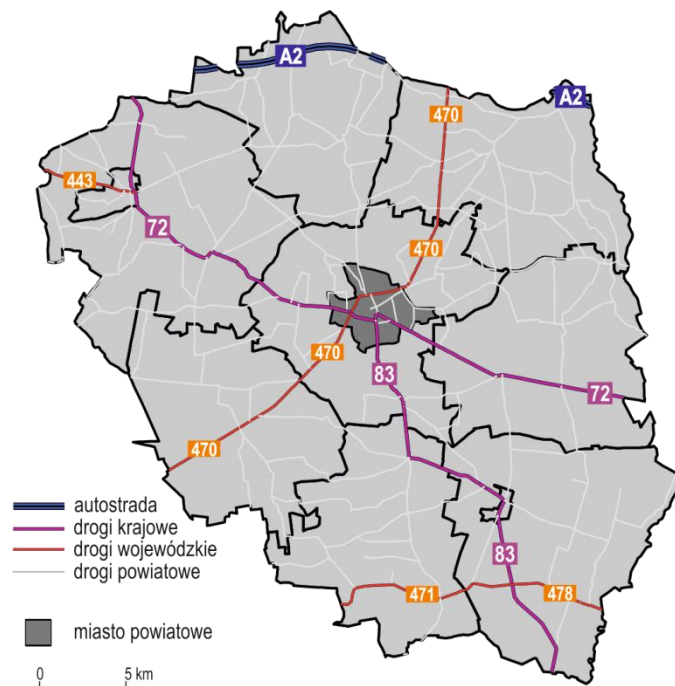 A2
A2
470
443
72
470
470
83
72
470
83
471
478
autostrada
drogi krajowe
drogi wojewódzkie
drogi powiatowe
miasto powiatowe
0 5 km